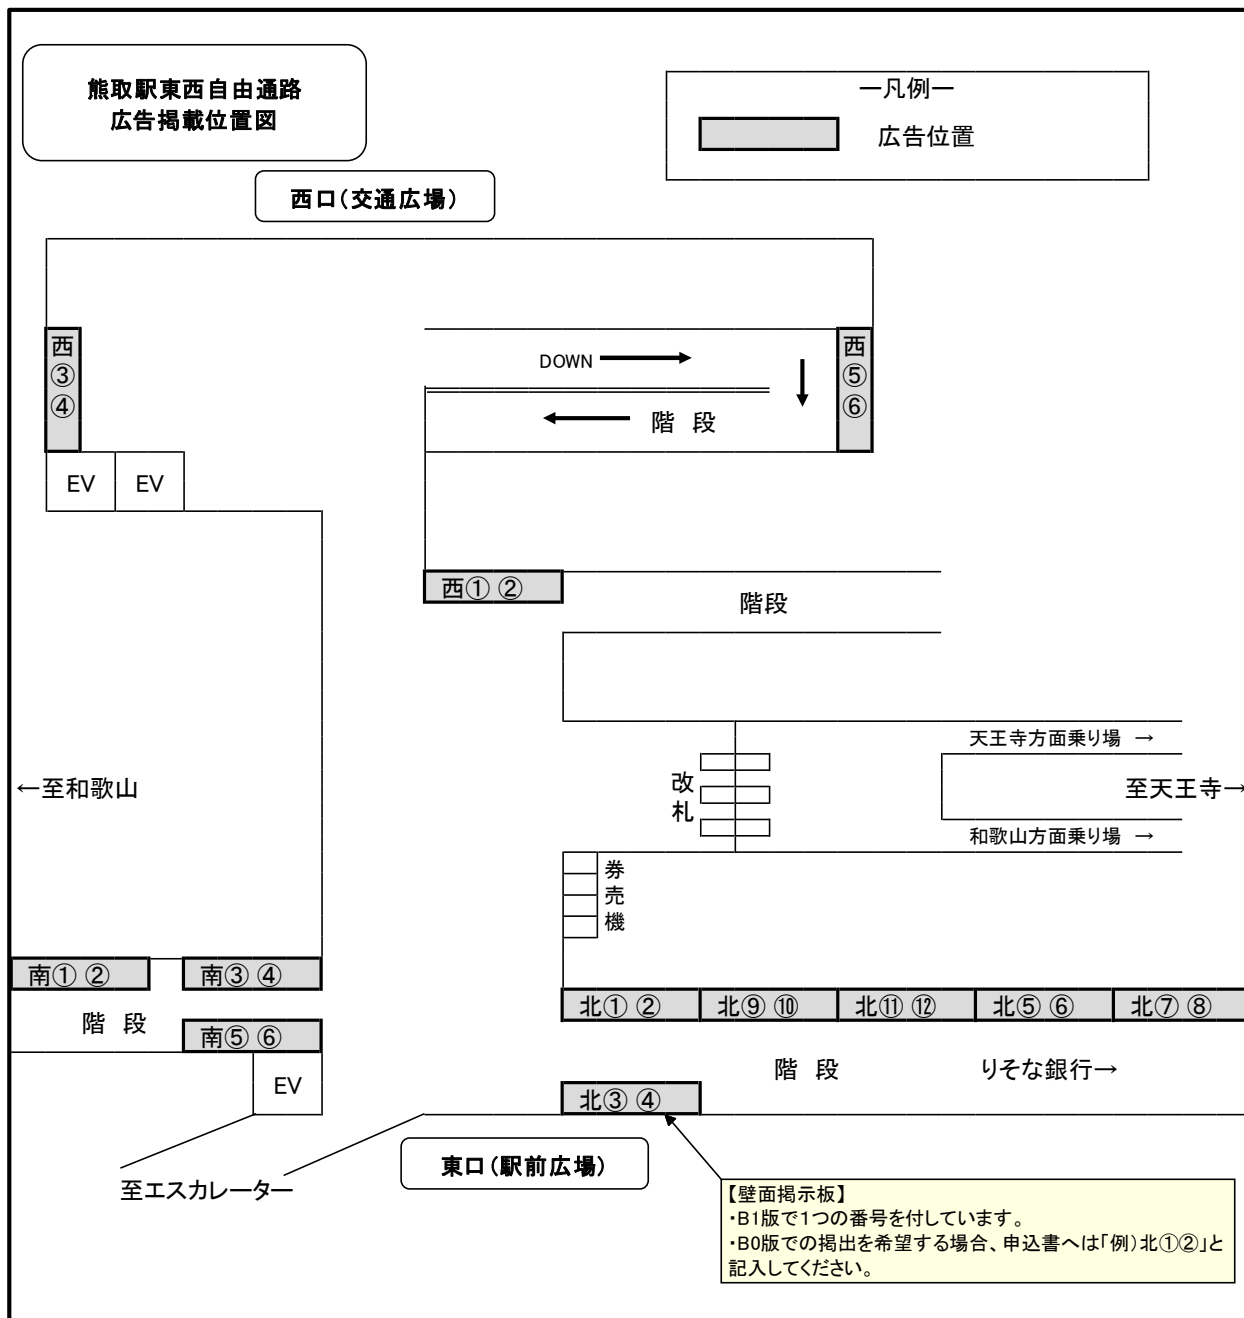 熊取駅東西自由通路
広告掲載位置図
―凡例―
広告位置
西口(交通広場)
西
③
④
DOWN
階 段
西
⑤
⑥
EV
EV
西① ②
階段
天王寺方面乗り場 →
←至和歌山
改
札
至天王寺→
和歌山方面乗り場 →
券
売
機
南① ②
南③ ④
北① ②
北⑨ ⑩
北⑪ ⑫
北⑤ ⑥
北⑦ ⑧
階 段
南⑤ ⑥
EV
階 段
りそな銀行→
北③ ④
東口(駅前広場)
至エスカレーター
【壁面掲示板】
・B1版で1つの番号を付しています。
・B0版での掲出を希望する場合、申込書へは「例)北①②」と
記入してください。